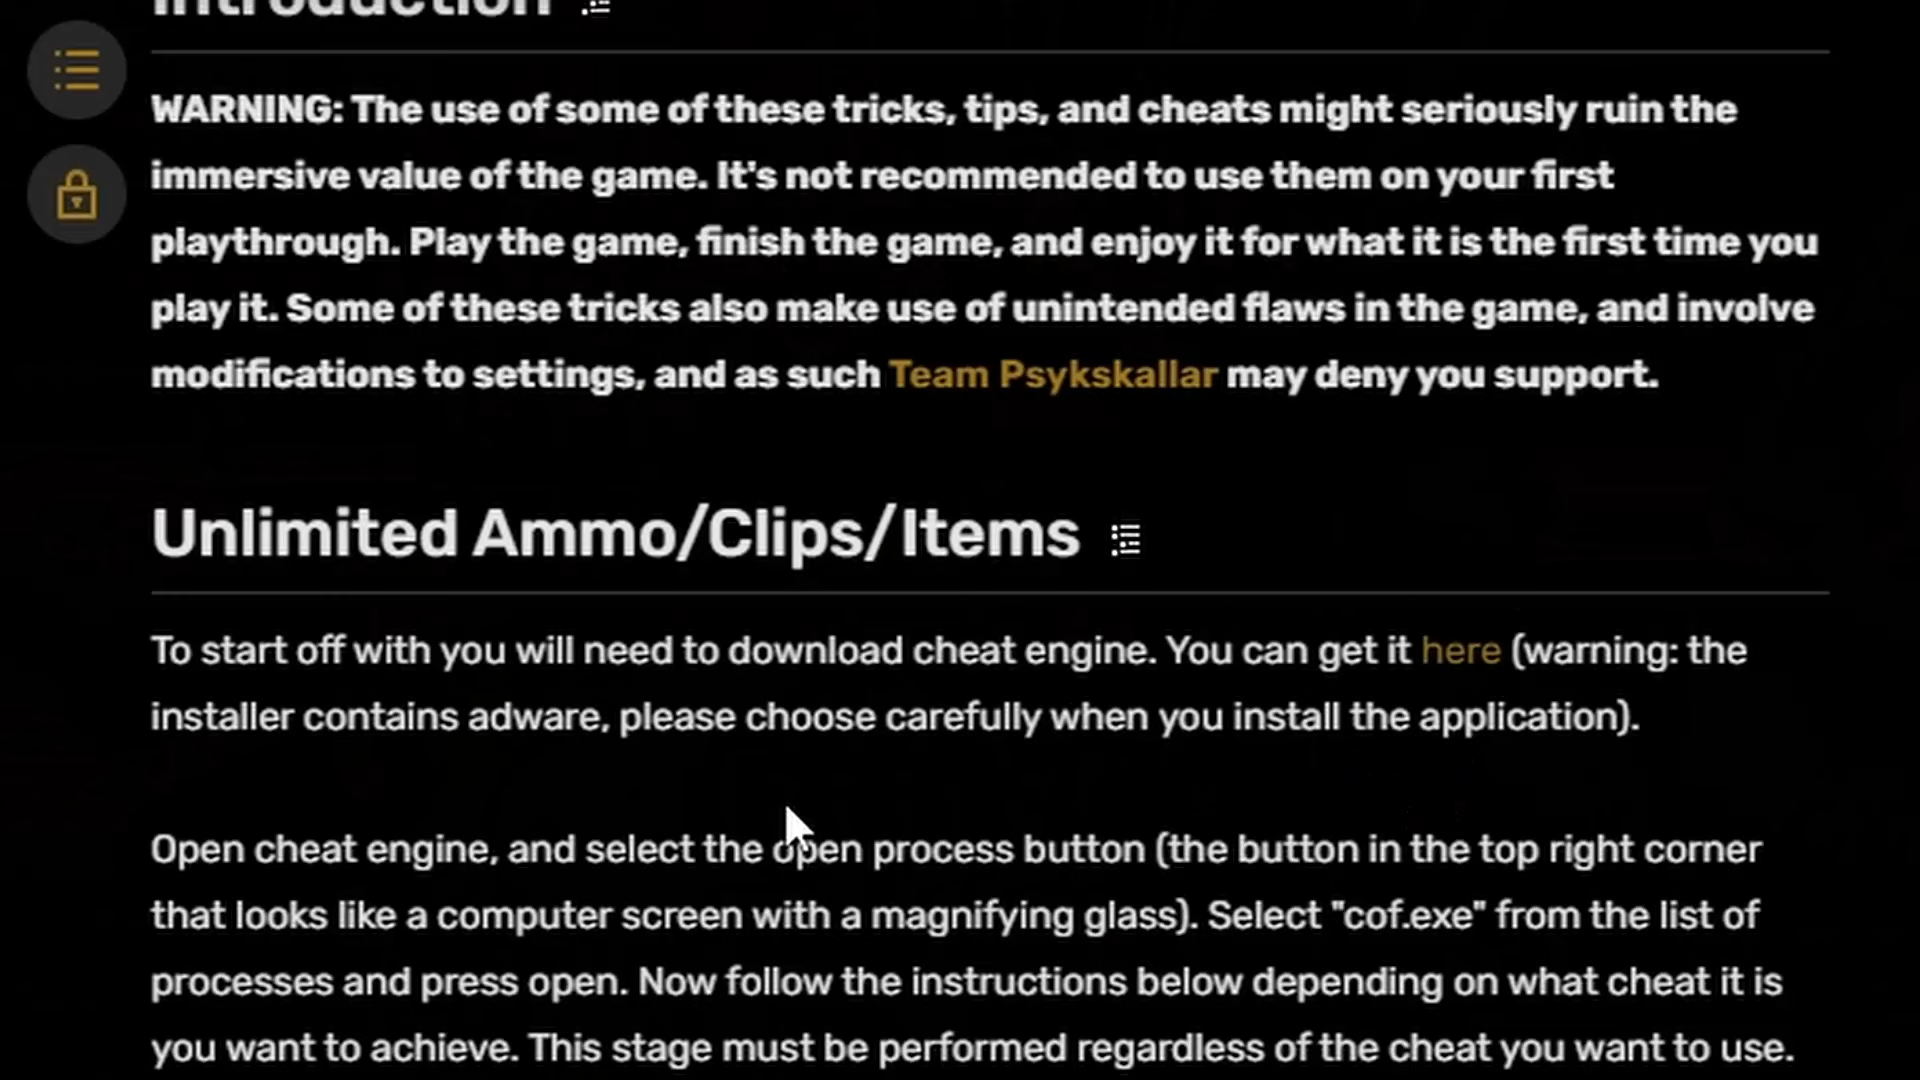 Introduction
WARNING: The use of some of these tricks, tips, and cheats might seriously ruin the
immersive value of the game. It's not recommended to use them on your first
playthrough. Play the game, finish the game, and enjoy it for what it is the first time you
play it. Some of these tricks also make use of unintended flaws in the game, and involve
modifications to settings, and as such Team Psykskallar may deny you support.
Unlimited Ammo/Clips/Items
To start off with you will need to download cheat engine. You can get it here (warning: the
installer contains adware, please choose carefully when you install the application).
Open cheat engine, and select the open process button (the button in the top right corner
that looks like a computer screen with a magnifying glass). Select "cof.exe" from the list of
processes and press open. Now follow the instructions below depending on what cheat it is
you want to achieve. This stage must be performed regardless of the cheat you want to use.